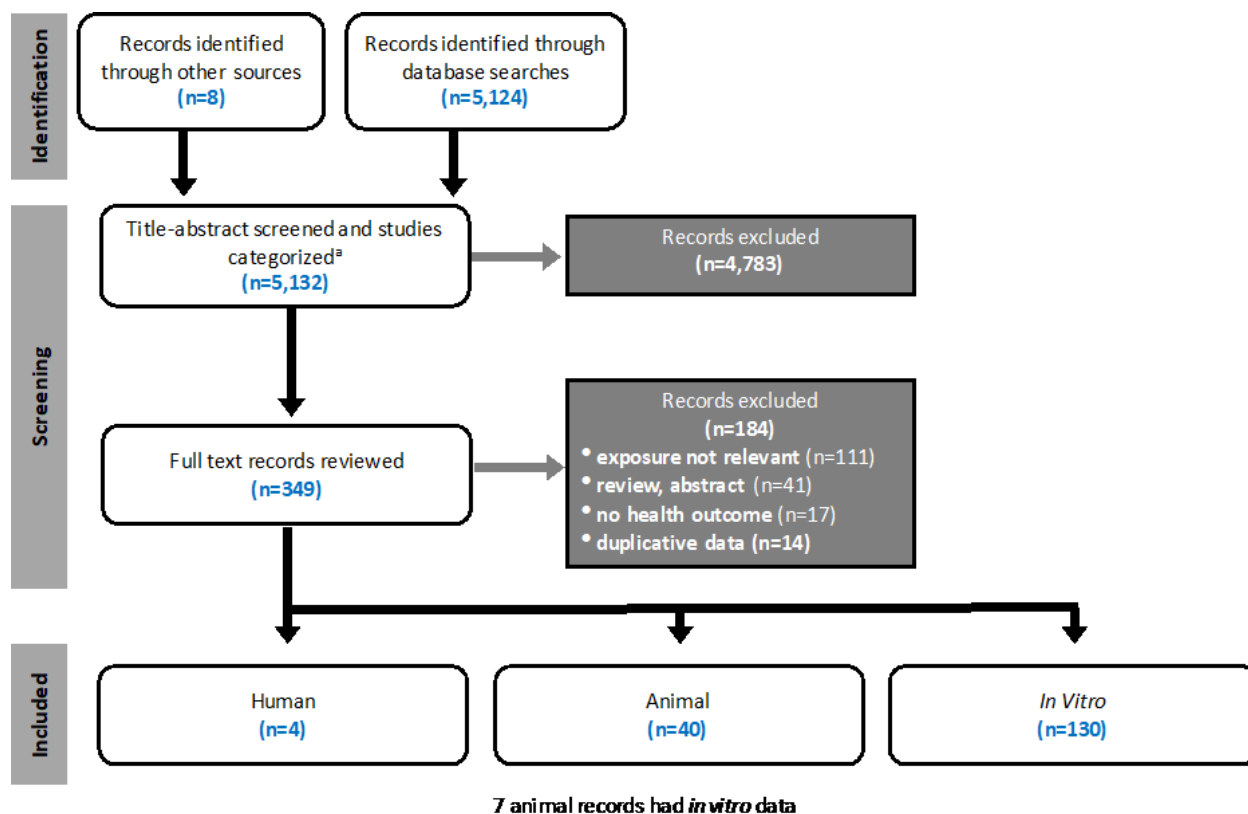 Identification
Records identified
through other sources
(n=8)
Records identified through
database searches
(n=5,124)
Screening
Title-abstract screened and studies
categorizedᵃ
(n=5,132)
Records excluded
(n=4,783)
Full text records reviewed
(n=349)
Records excluded
(n=184)
• exposure not relevant (n=111)
• review, abstract (n=41)
• no health outcome (n=17)
• duplicative data (n=14)
Included
Human
(n=4)
Animal
(n=40)
In Vitro
(n=130)
7 animal records had in vitro data